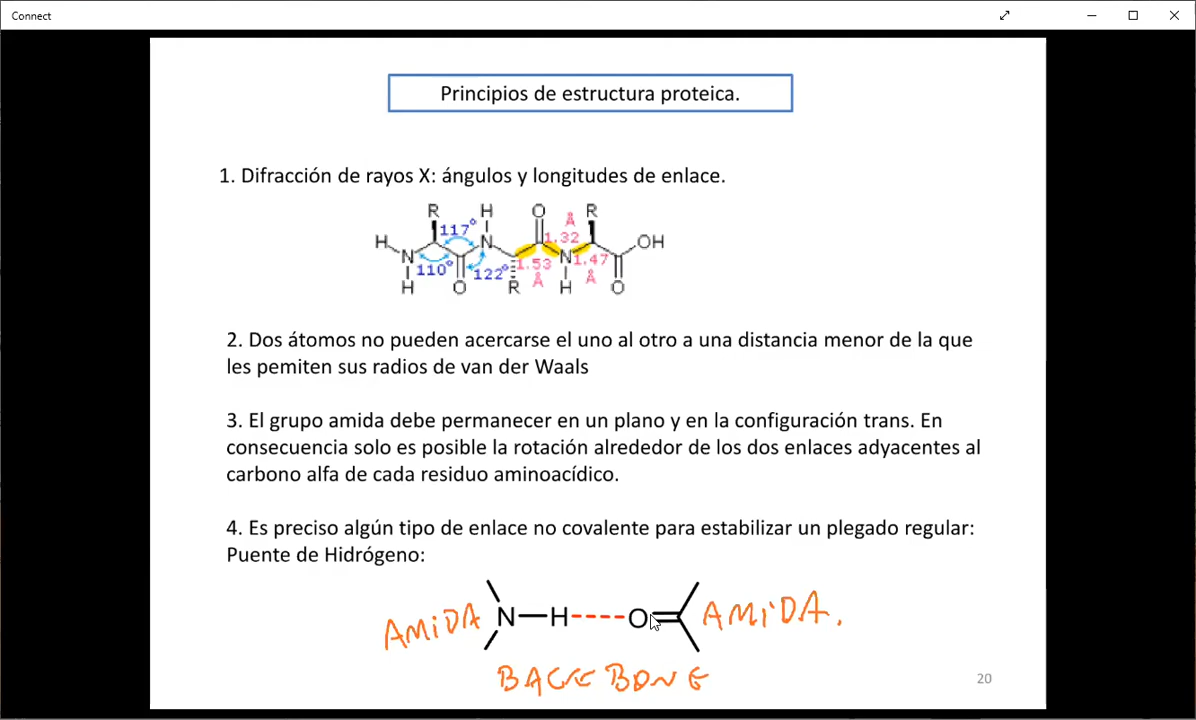 Connect
Principios de estructura proteica.
1. Difracción de rayos X: ángulos y longitudes de enlace.
R H O Å R
117° 1.32
H N OH
N N
110° 122° 1.53 1.47
H O R Å H Å O
2. Dos átomos no pueden acercarse el uno al otro a una distancia menor de la que
les pemiten sus radios de van der Waals
3. El grupo amida debe permanecer en un plano y en la configuración trans. En
consecuencia solo es posible la rotación alrededor de los dos enlaces adyacentes al
carbono alfa de cada residuo aminoacídico.
4. Es preciso algún tipo de enlace no covalente para estabilizar un plegado regular:
Puente de Hidrógeno:
AMiDA N H O AMiDA.
BACKBONE
20